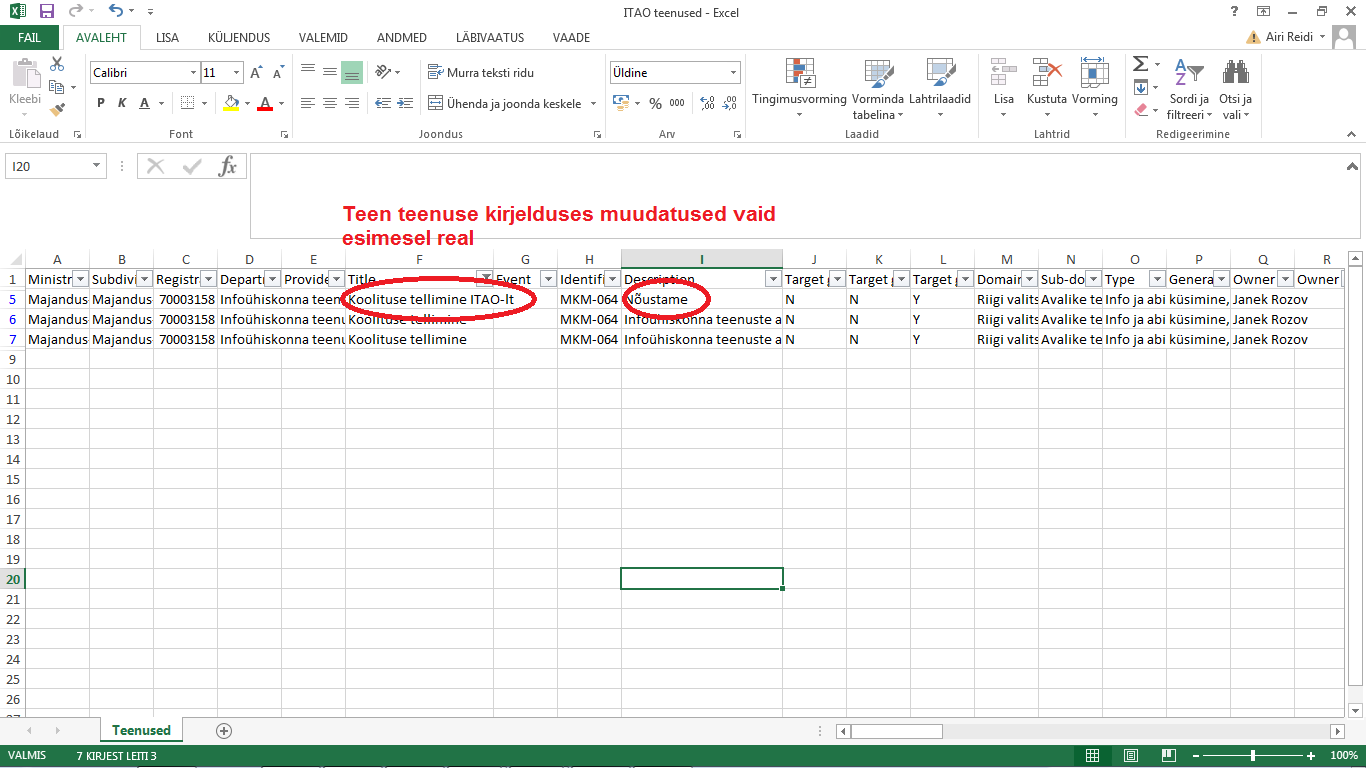 ITAO teenused - Excel
FAIL AVALEHT LISA KÜLJENDUS VALEMID ANDMED LÄBIVAATUS VAADE Airi Reidi
Kleebi
Lõikelaud
Calibri 11
P K A
Font
Murra teksti ridu
Ühenda ja joonda keskele
Joondus
Üldine
% 000
Arv
Tingimusvorming Vorminda tabelina Lahtrilaadid
Laadid
Lisa Kustuta Vorming
Lahtrid
Sordi ja filtreeri Otsi ja vali
Redigeerimine
I20 fx
Teen teenuse kirjelduses muudatused vaid
esimesel real
A B C D E F G H I J K L M N O P Q R
1 Ministr Subdivi Registr Depart Provide Title Event Identifi Description Target g Target g Target g Domain Sub-do Type Genera Owner Owner
5 Majandus Majandus 70003158 Infoühiskonna teen Koolituse tellimine ITAO-lt MKM-064 Nõustame N N Y Riigi valits Avalike te Info ja abi küsimine, Janek Rozov
6 Majandus Majandus 70003158 Infoühiskonna teenu Koolituse tellimine MKM-064 Infoühiskonna teenuste a N N Y Riigi valits Avalike te Info ja abi küsimine, Janek Rozov
7 Majandus Majandus 70003158 Infoühiskonna teenu Koolituse tellimine MKM-064 Infoühiskonna teenuste a N N Y Riigi valits Avalike te Info ja abi küsimine, Janek Rozov
9
10
11
12
13
14
15
16
17
18
19
20
21
22
23
24
25
26
27
Teenused
VALMIS 7 KIRJEST LEITI 3 100%